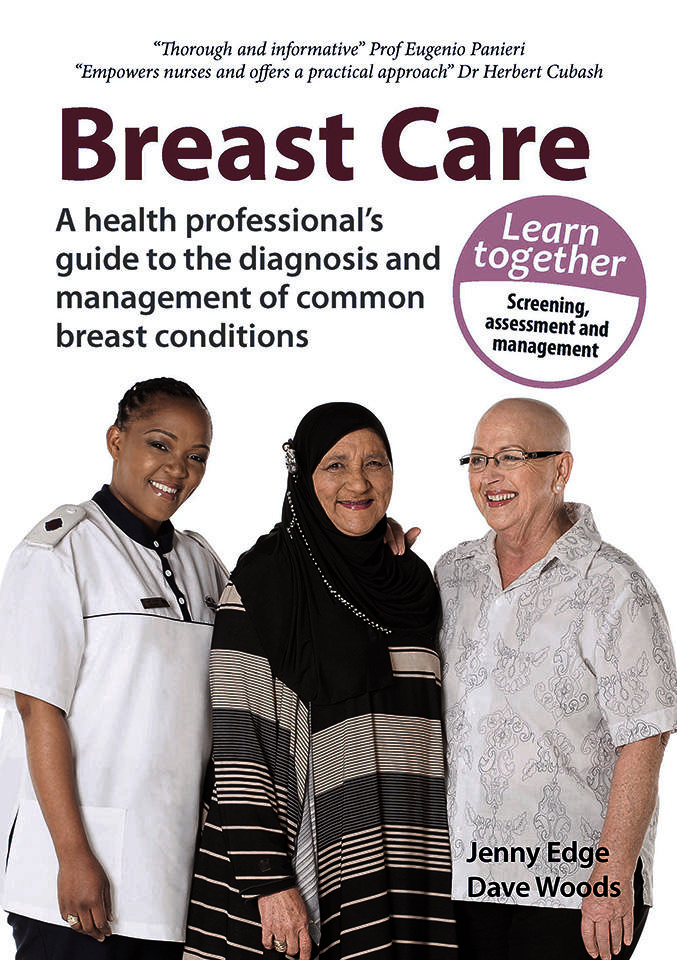 “Thorough and informative” Prof Eugenio Panieri
“Empowers nurses and offers a practical approach” Dr Herbert Cubash
Breast Care
A health professional’s
guide to the diagnosis and
management of common
breast conditions
Learn
together
Screening,
assessment and
management
Jenny Edge
Dave Woods